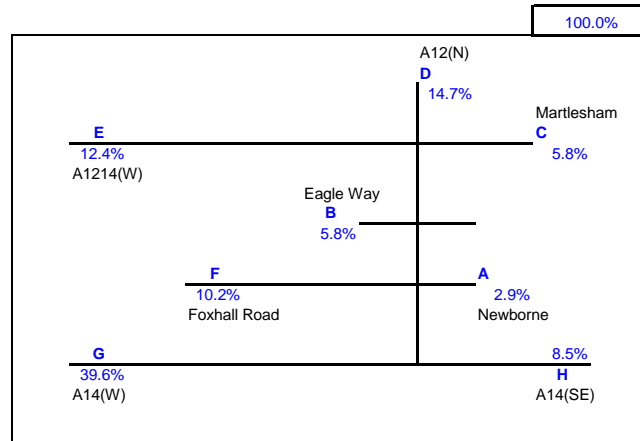 100.0%
A12(N)
D
14.7%
Martlesham
E
C
12.4%
5.8%
A1214(W)
Eagle Way
B
5.8%
F
A
10.2%
2.9%
Foxhall Road
Newborne
G
8.5%
39.6%
H
A14(W)
A14(SE)